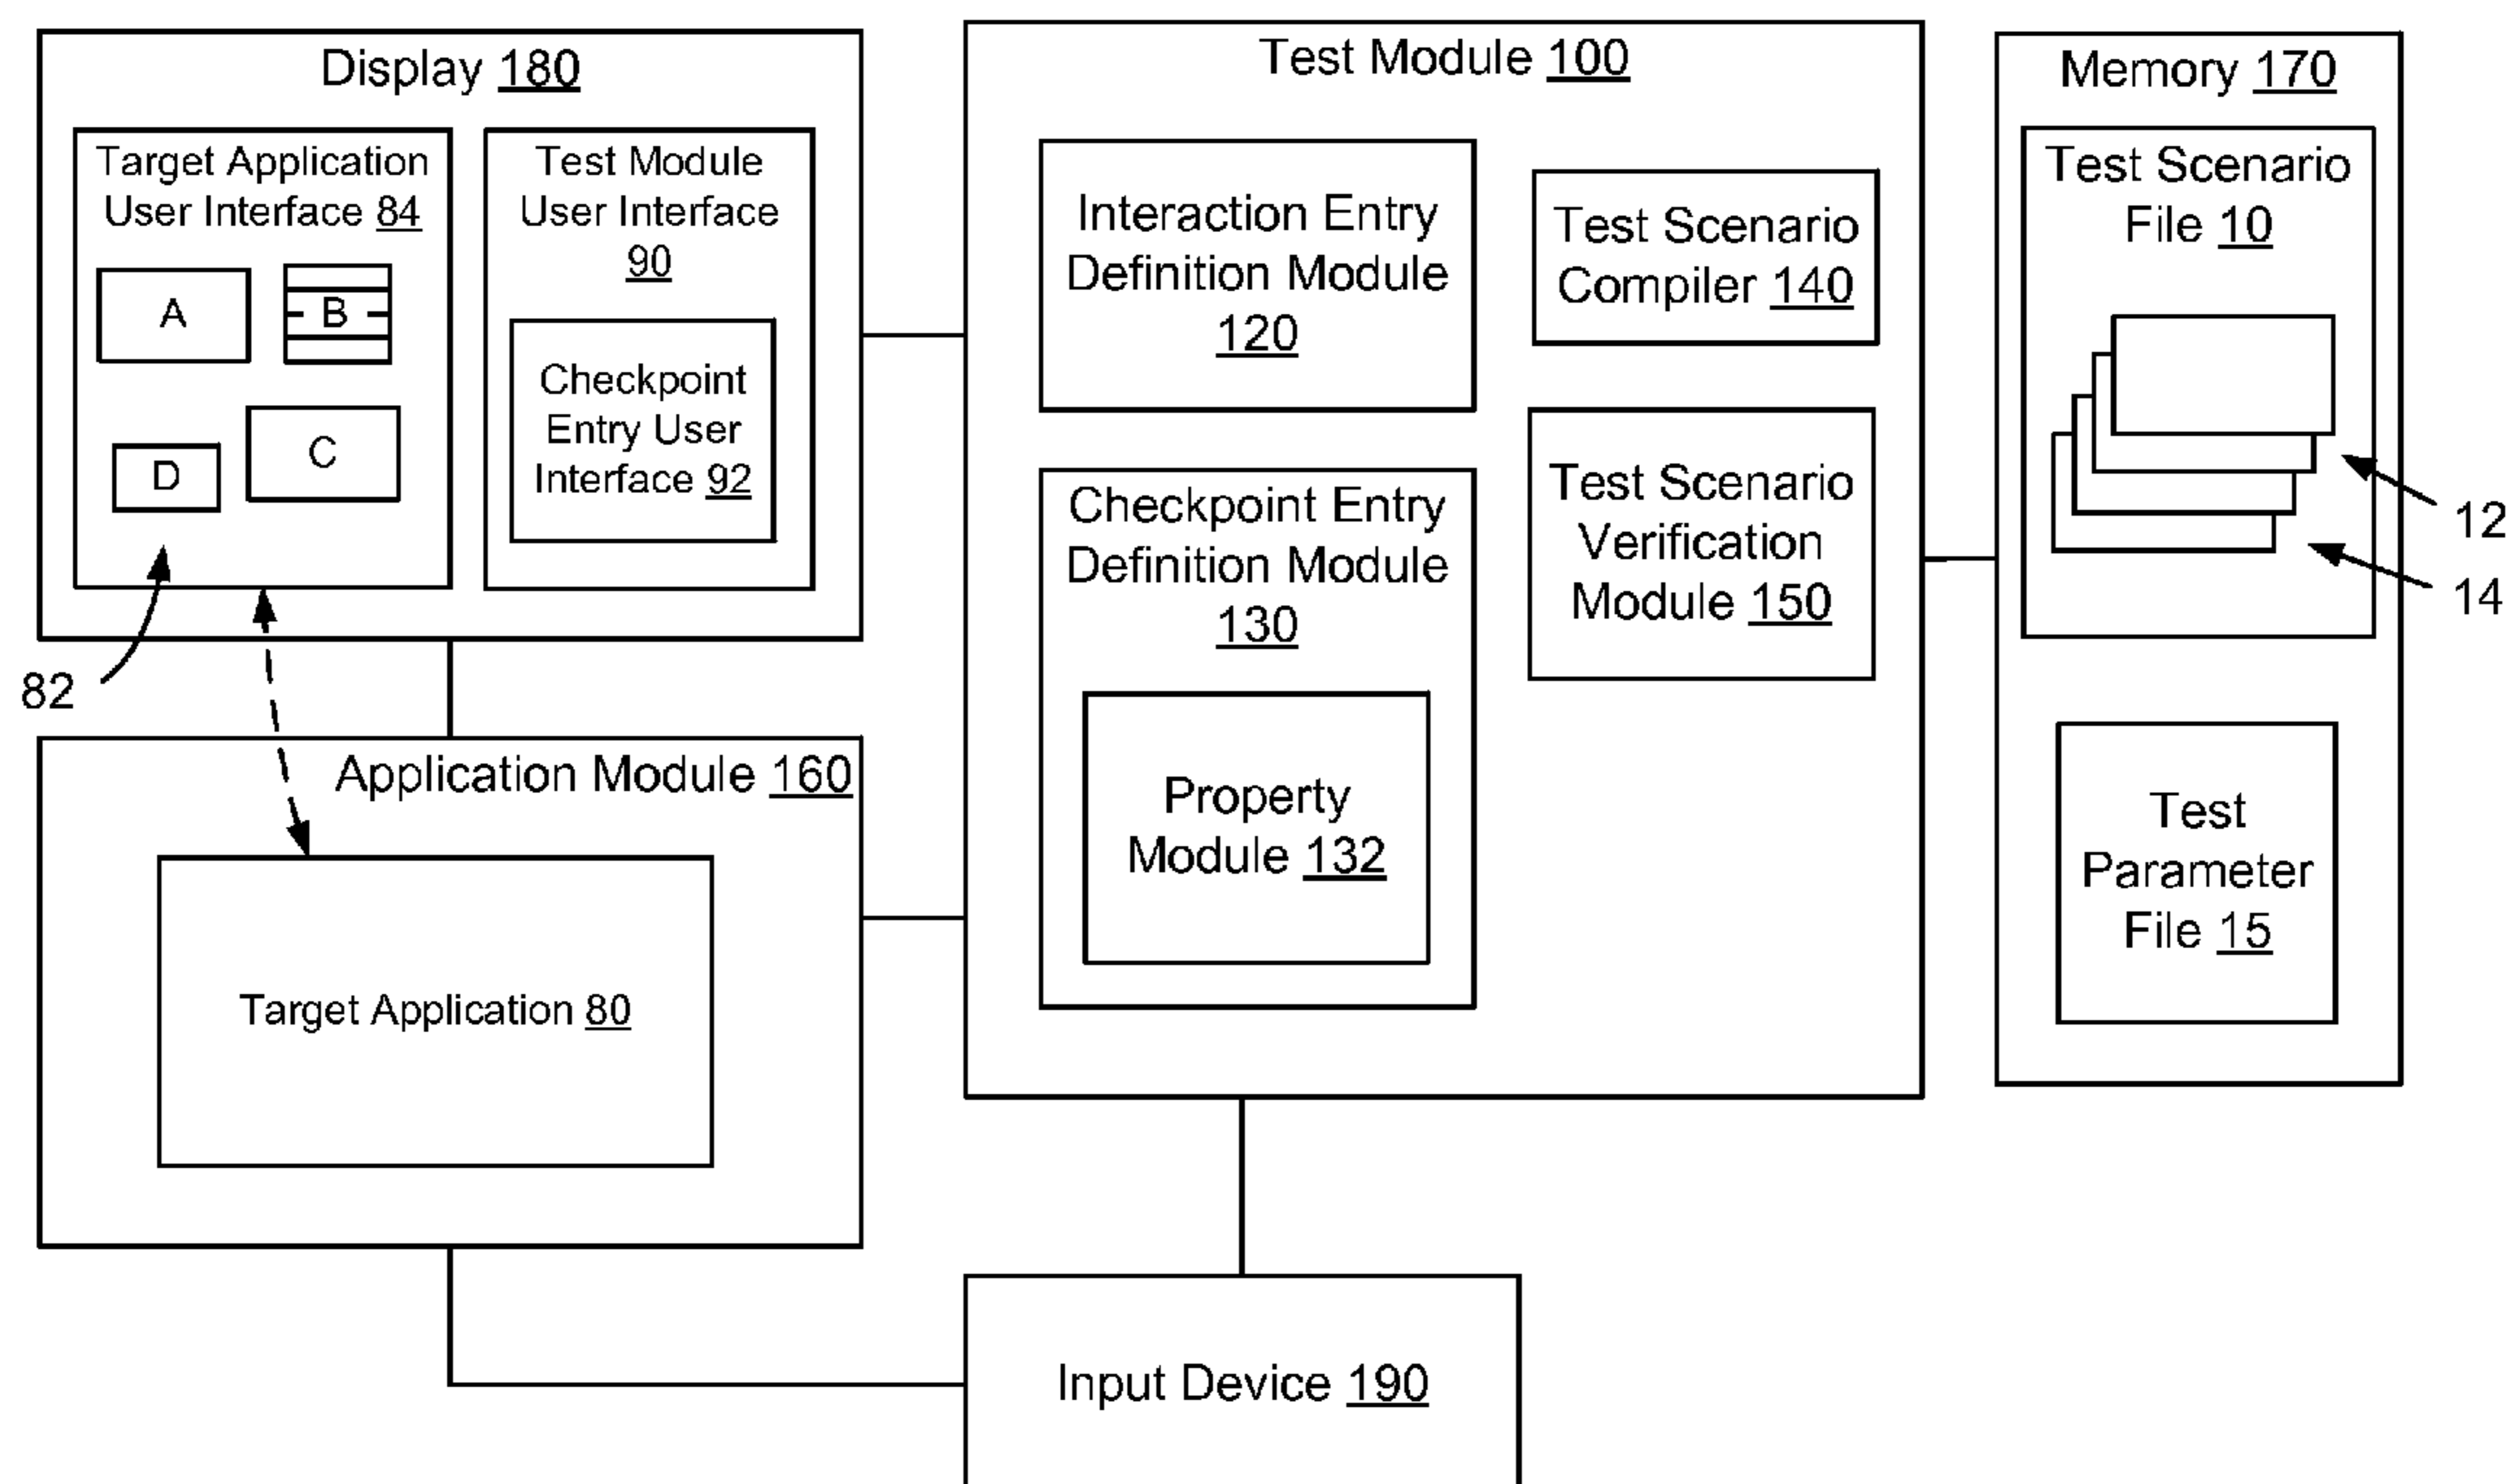 Display 180
Target Application
User Interface 84
A
B
C
D
Test Module
User Interface
90
Checkpoint
Entry User
Interface 92
82
Application Module 160
Target Application 80
Test Module 100
Interaction Entry
Definition Module
120
Test Scenario
Compiler 140
Checkpoint Entry
Definition Module
130
Property
Module 132
Test Scenario
Verification
Module 150
Memory 170
Test Scenario
File 10
12
14
Test
Parameter
File 15
Input Device 190